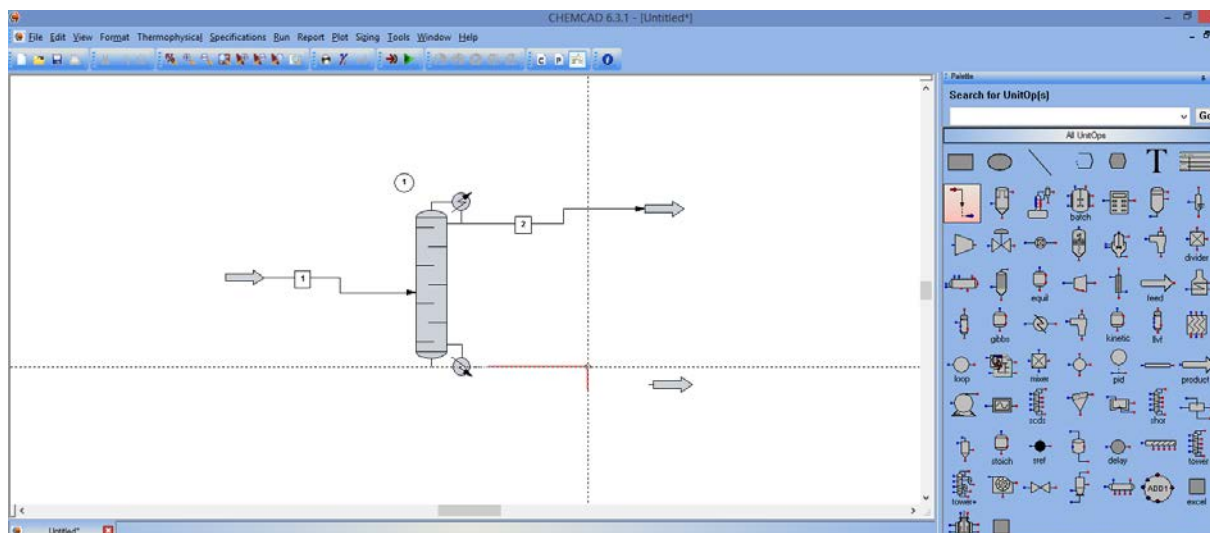 CHEMCAD 6.3.1 - [Untitled*]
File Edit View Format Thermophysical Specifications Run Report Plot Sizing Tools Window Help
C P
Palette
Search for UnitOp(s)
Go
All UnitOps
T
1
batch
2
divider
1
equil
feed
gibbs
kinetic
llvf
loop
mixer
pid
product
scds
shor
stoich
sref
delay
tower
tower+
ADD1
excel
Untitled*